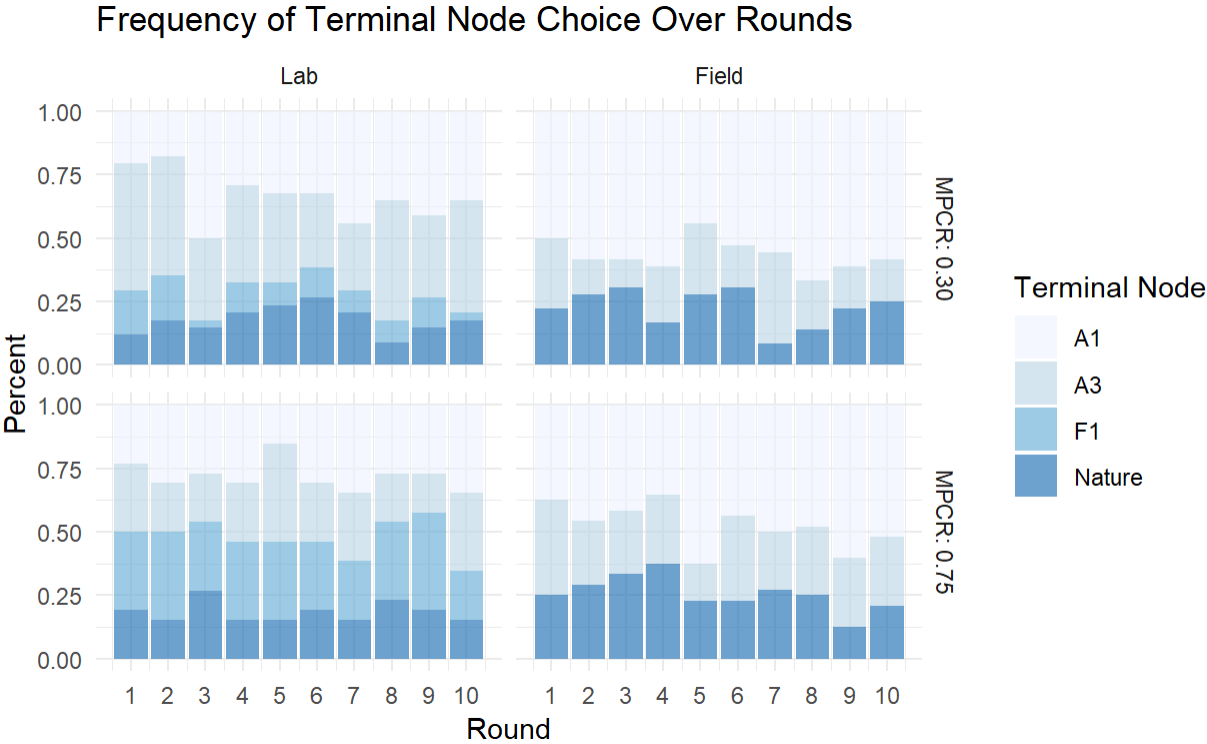 Frequency of Terminal Node Choice Over Rounds
Lab
Field
1.00
0.75
0.50
0.25
0.00
MPCR: 0.30
1.00
0.75
0.50
0.25
0.00
MPCR: 0.75
Percent
1 2 3 4 5 6 7 8 9 10
1 2 3 4 5 6 7 8 9 10
Round
Terminal Node
A1
A3
F1
Nature